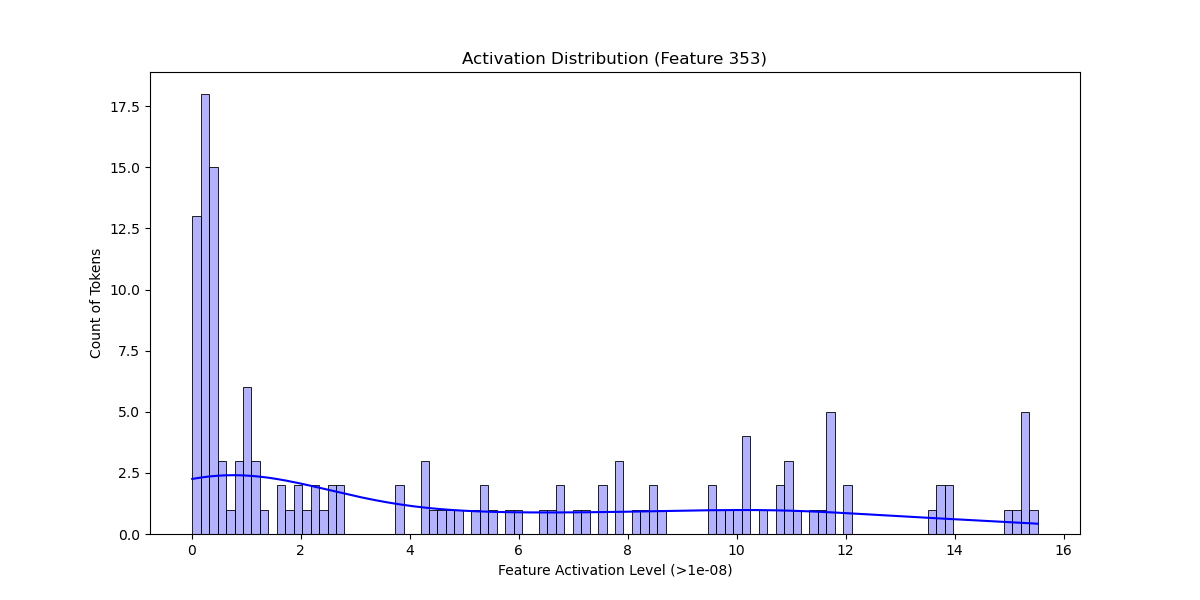 Activation Distribution (Feature 353)
17.5
15.0
12.5
10.0
7.5
5.0
2.5
0.0
Count of Tokens
0 2 4 6 8 10 12 14 16
Feature Activation Level (>1e-08)